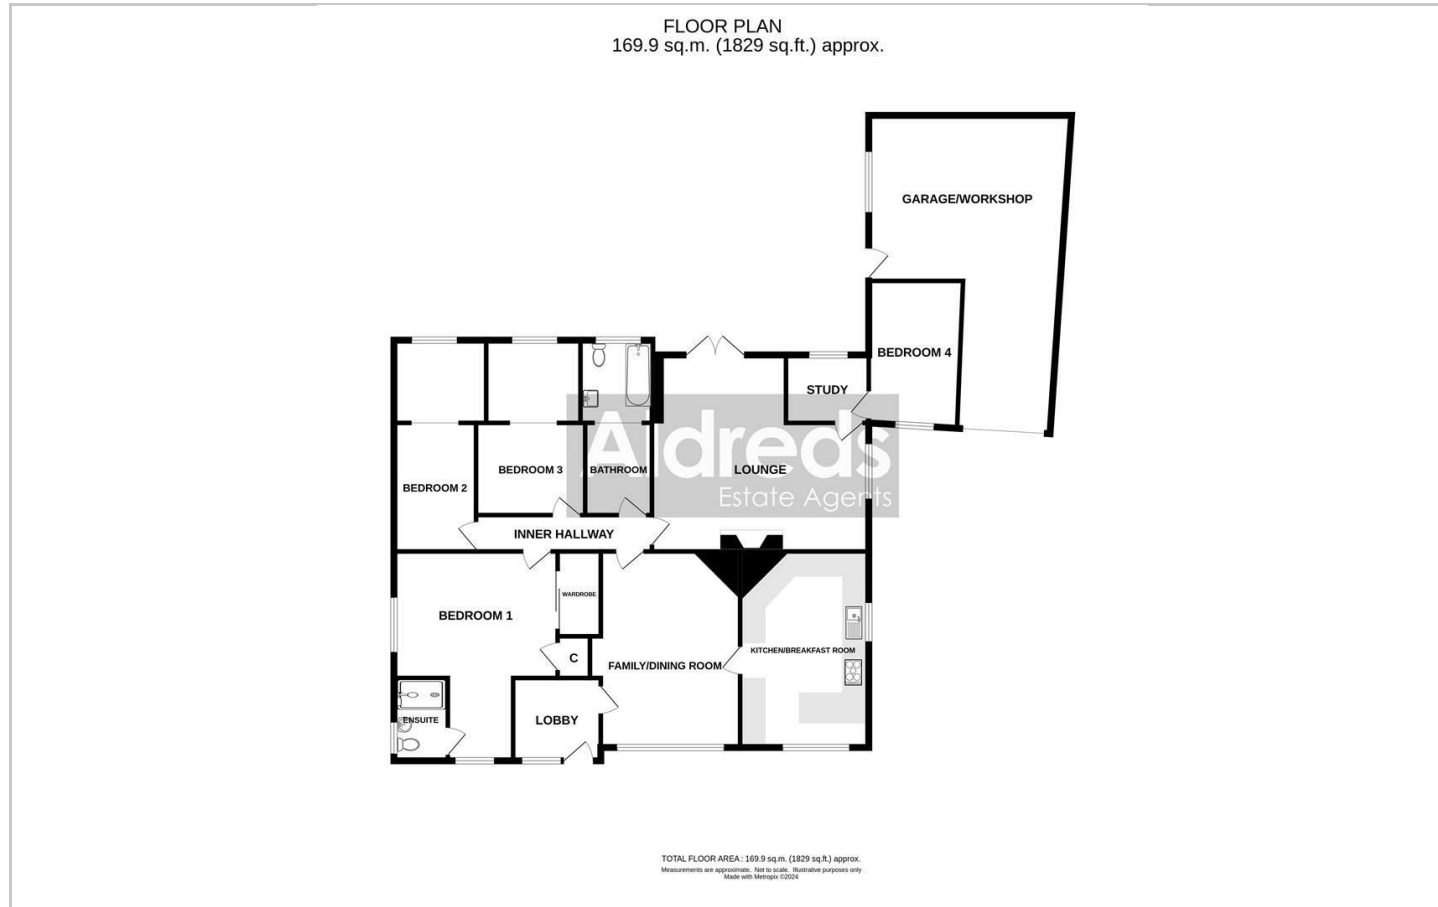 FLOOR PLAN
169.9 sq.m. (1829 sq.ft.) approx.
GARAGE/WORKSHOP
BEDROOM 4
STUDY
Aldreds
Estate Agents
LOUNGE
BATHROOM
BEDROOM 3
BEDROOM 2
INNER HALLWAY
WARDROBE
BEDROOM 1
KITCHEN/BREAKFAST ROOM
C
FAMILY/DINING ROOM
ENSUITE
LOBBY
TOTAL FLOOR AREA : 169.9 sq.m. (1829 sq.ft.) approx.
Measurements are approximate. Not to scale. Illustrative purposes only
Made with Metropix ©2024